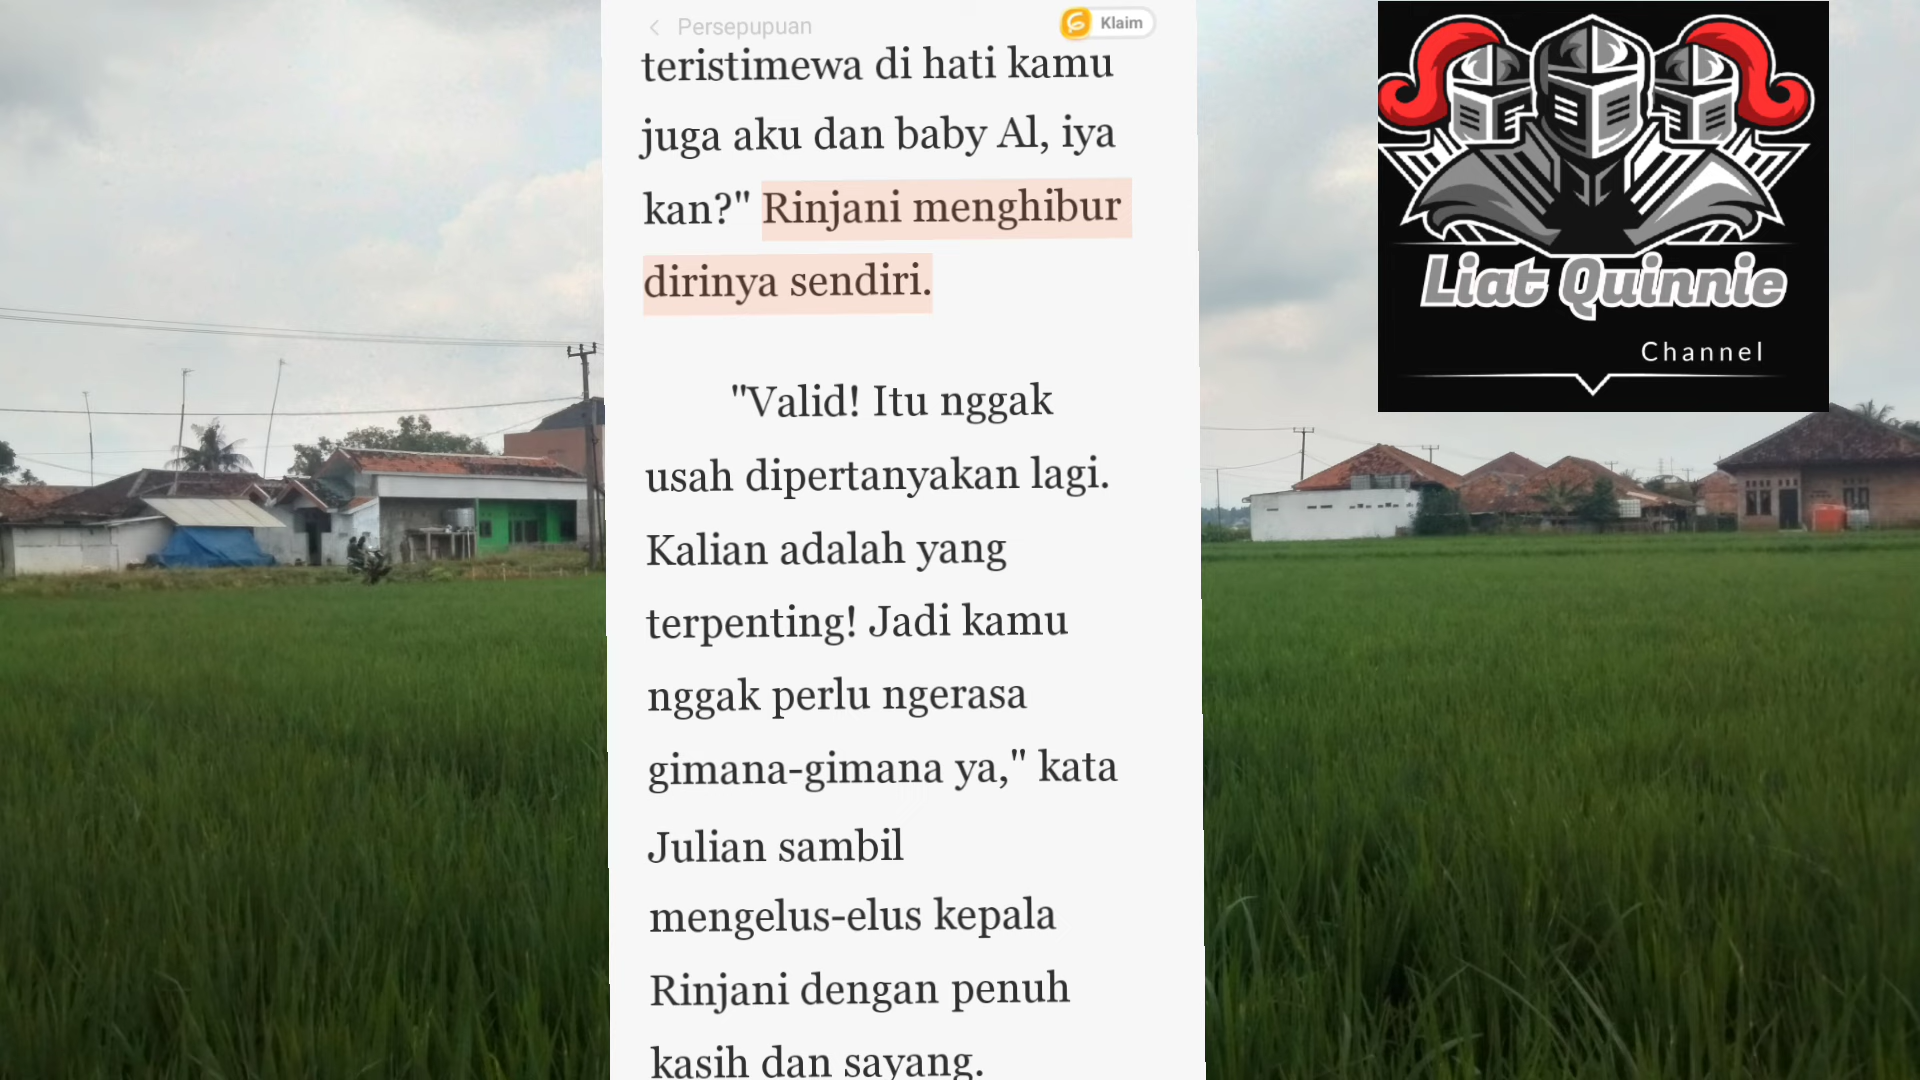 Persepupuan
Klaim
teristimewa di hati kamu
juga aku dan baby Al, iya
kan?" Rinjani menghibur
dirinya sendiri.
"Valid! Itu nggak
usah dipertanyakan lagi.
Kalian adalah yang
terpenting! Jadi kamu
nggak perlu ngerasa
gimana-gimana ya," kata
Julian sambil
mengelus-elus kepala
Rinjani dengan penuh
kasih dan sayang.
Liat Quinnie
Channel